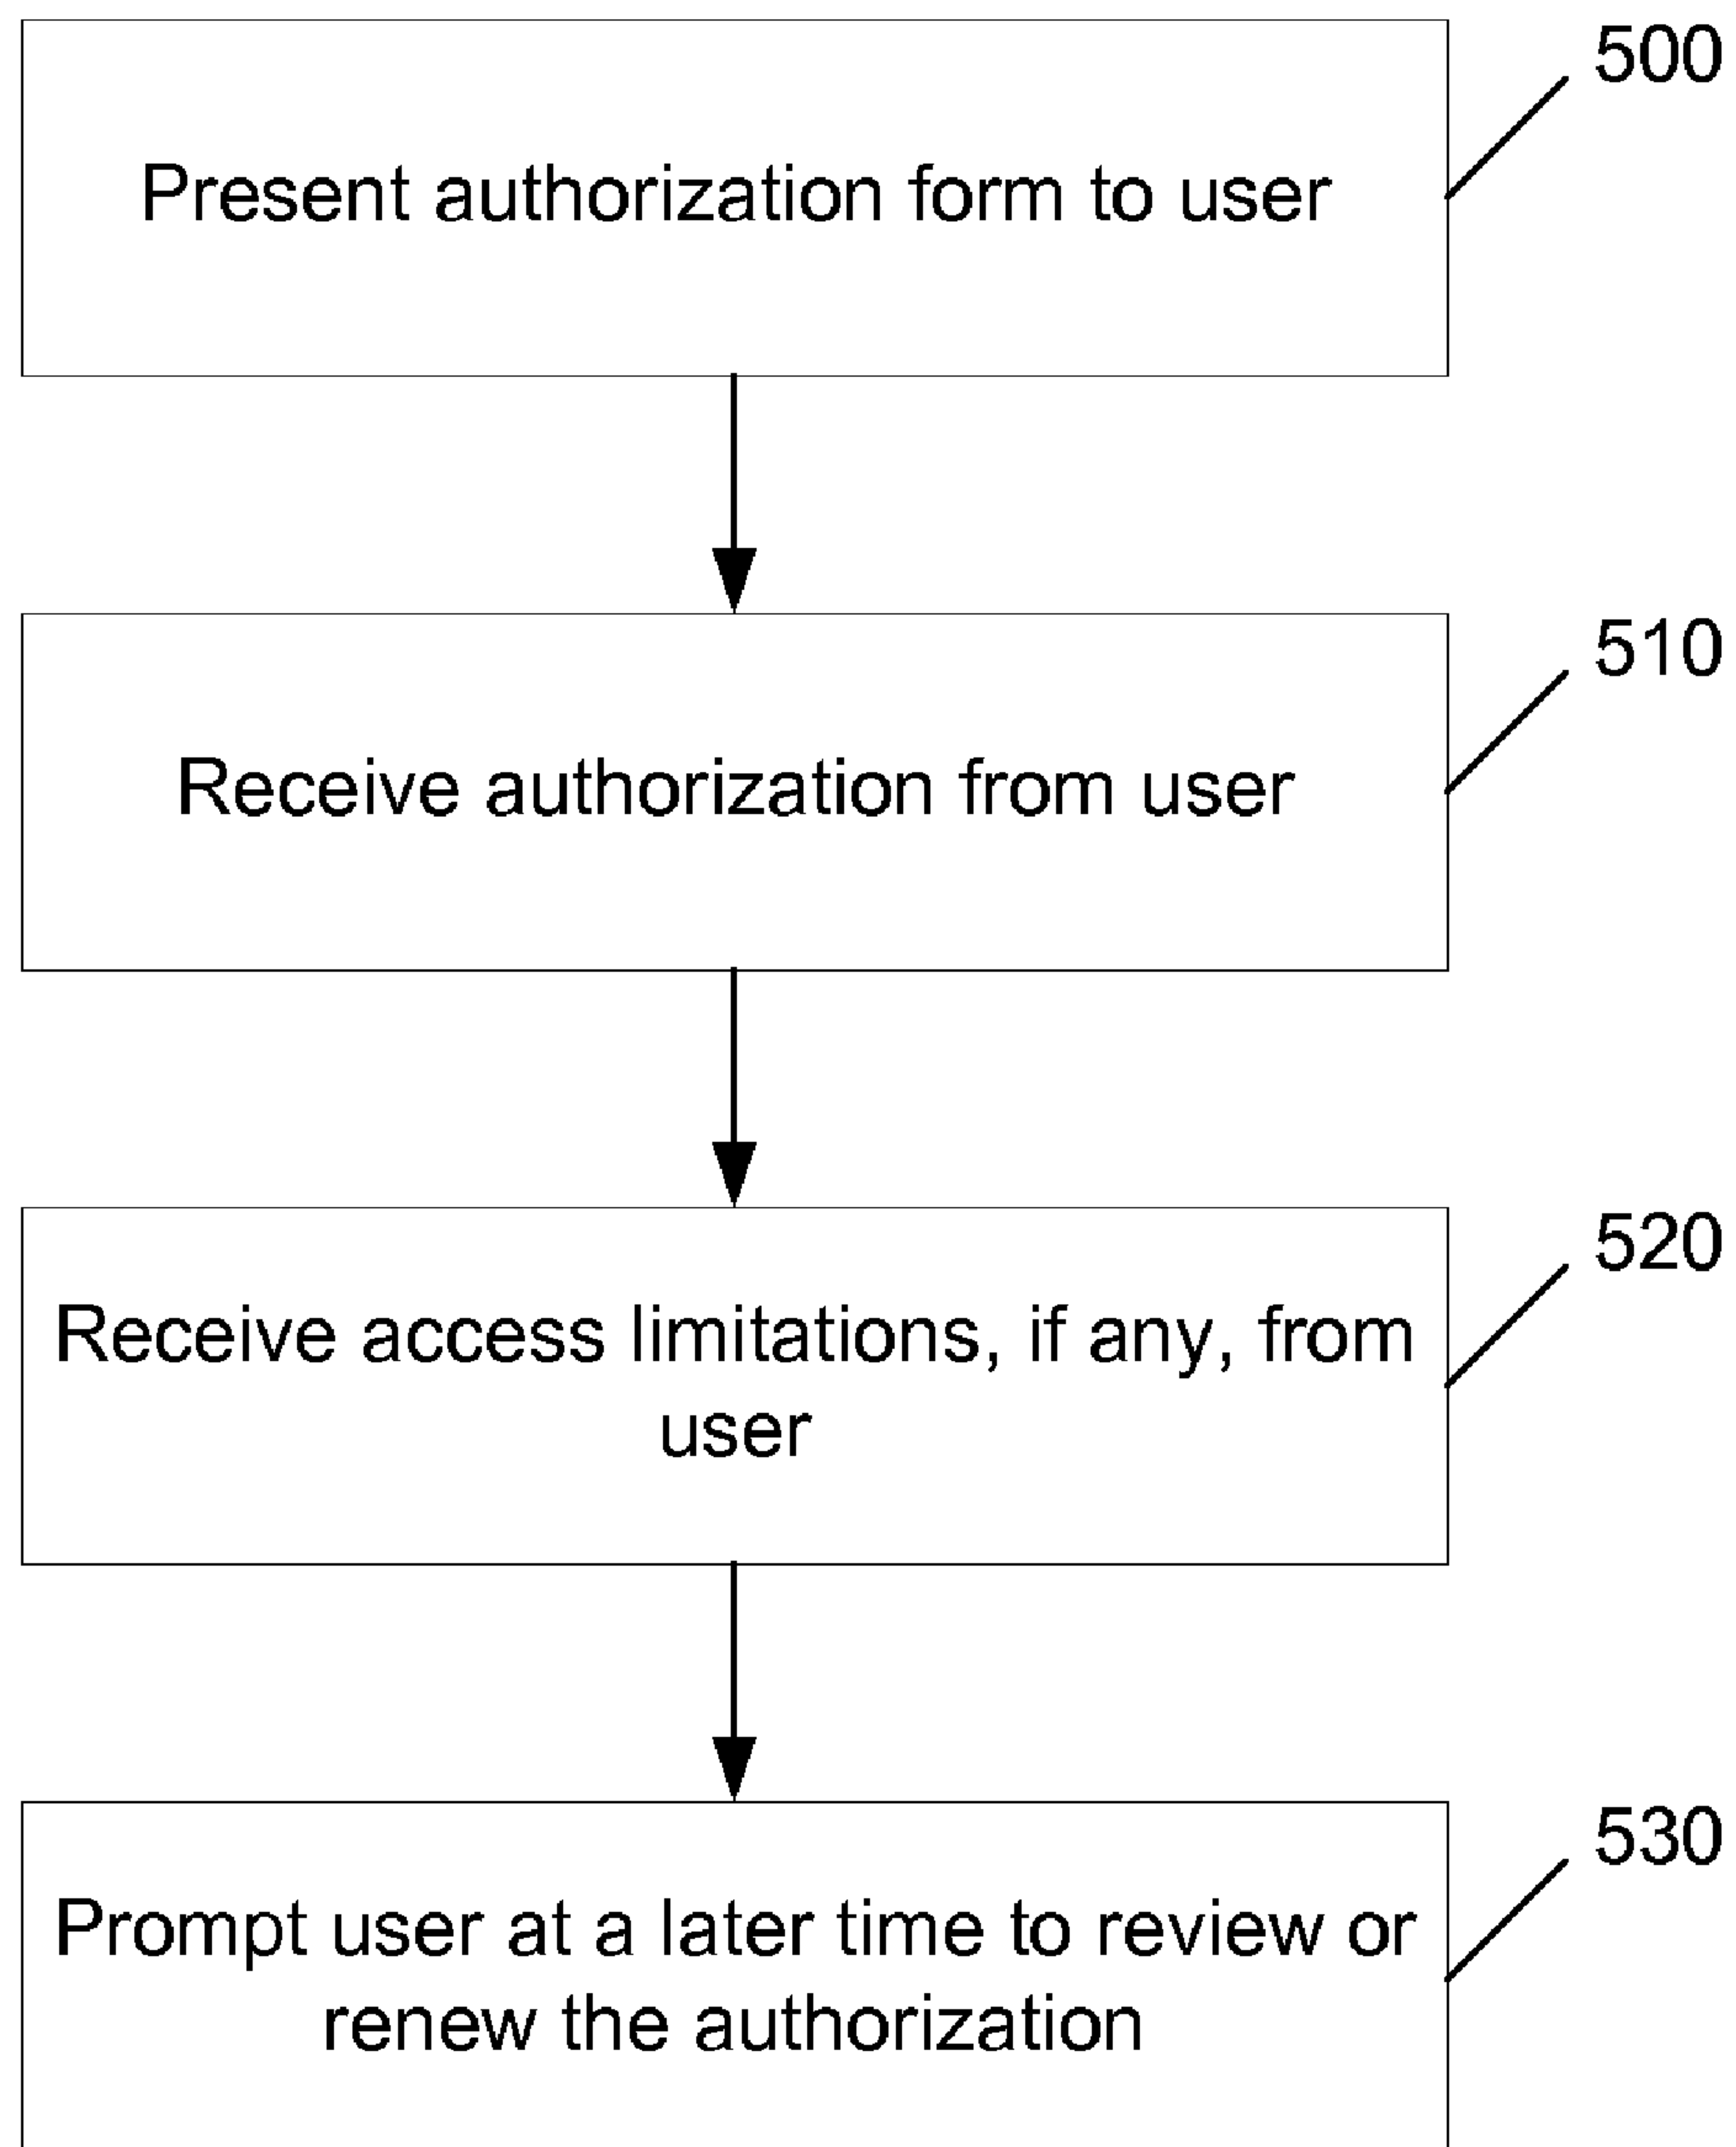 500
Present authorization form to user
510
Receive authorization from user
520
Receive access limitations, if any, from
user
530
Prompt user at a later time to review or
renew the authorization